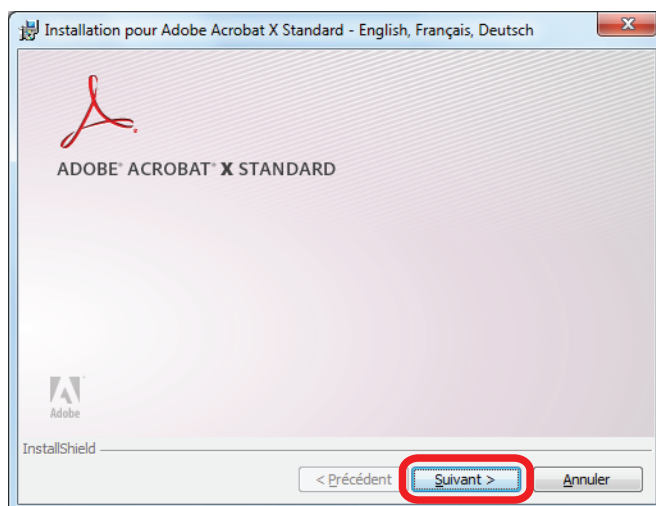 Installation pour Adobe Acrobat X Standard - English, Français, Deutsch
ADOBE® ACROBAT® X STANDARD
Adobe
InstallShield
< Précédent Suivant > Annuler